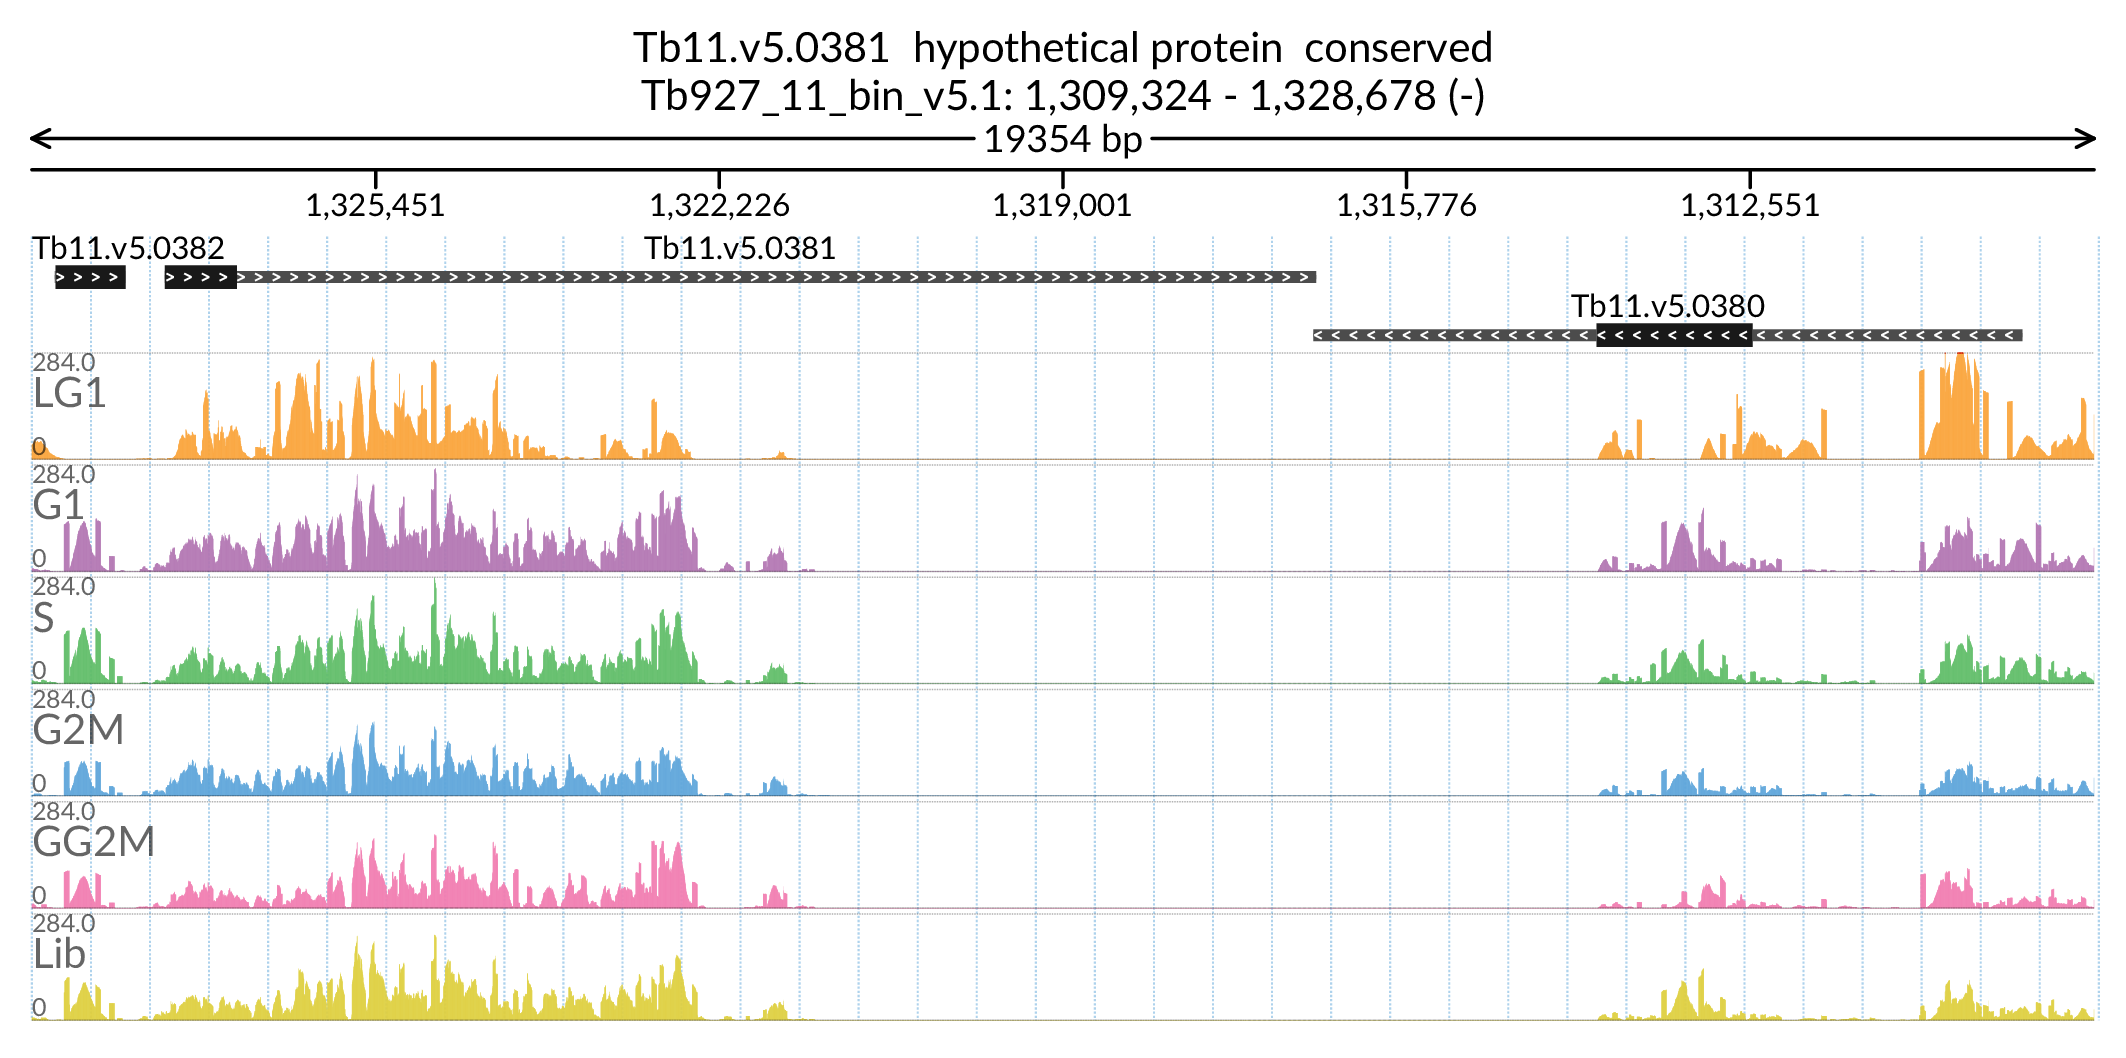 Tb11.v5.0381 hypothetical protein conserved
Tb927_11_bin_v5.1: 1,309,324 - 1,328,678 (-)
19354 bp
1,325,451 1,322,226 1,319,001 1,315,776 1,312,551
Tb11.v5.0382 Tb11.v5.0381
Tb11.v5.0380
284.0
LG1
0
284.0
G1
0
284.0
S
0
284.0
G2M
0
284.0
GG2M
0
284.0
Lib
0